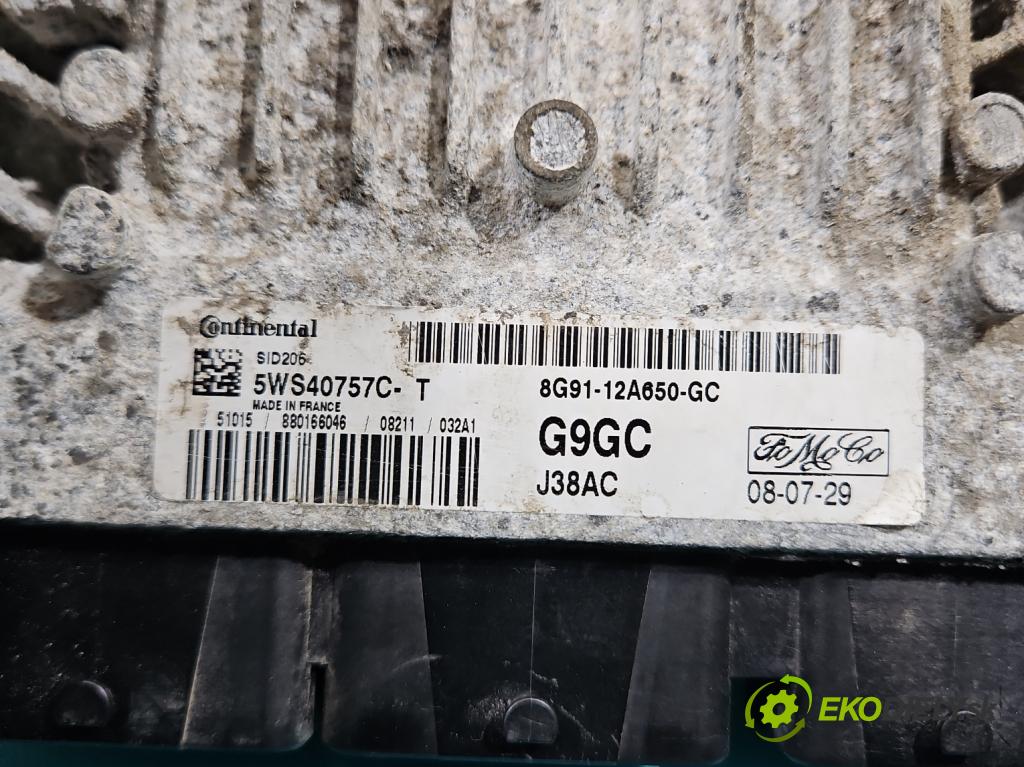 Continental
SID206
5WS40757C- T
MADE IN FRANCE
51015 / 880166046 / 08211 / 032A1
8G91-12A650-GC
G9GC
J38AC
FoMoCo
08-07-29
EKO